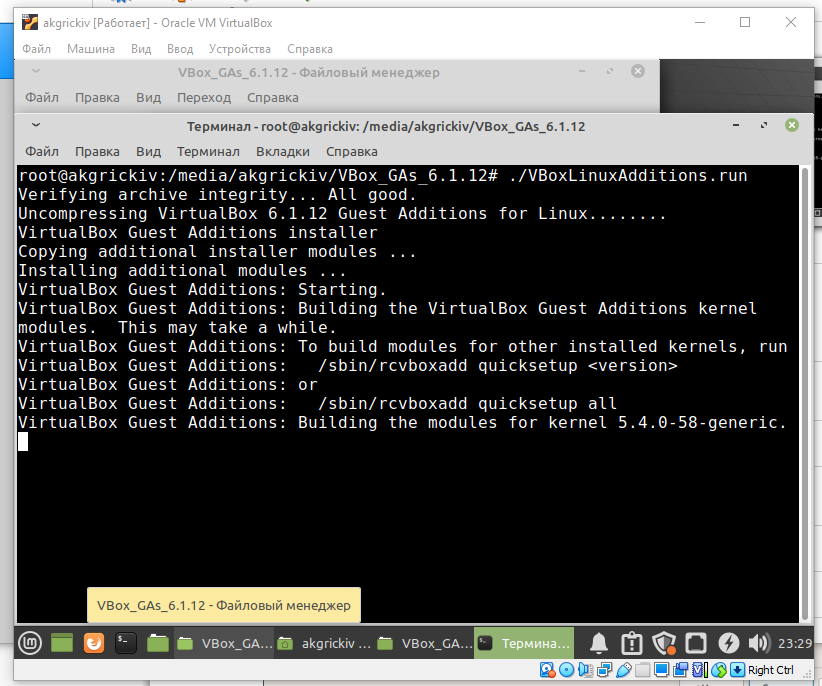 akgrickiv [Работает] - Oracle VM VirtualBox
Файл Машина Вид Ввод Устройства Справка
VBox_GAs_6.1.12 - Файловый менеджер
Файл Правка Вид Переход Справка
Терминал - root@akgrickiv: /media/akgrickiv/VBox_GAs_6.1.12
Файл Правка Вид Терминал Вкладки Справка
root@akgrickiv:/media/akgrickiv/VBox_GAs_6.1.12# ./VBoxLinuxAdditions.run
Verifying archive integrity... All good.
Uncompressing VirtualBox 6.1.12 Guest Additions for Linux........
VirtualBox Guest Additions installer
Copying additional installer modules ...
Installing additional modules ...
VirtualBox Guest Additions: Starting.
VirtualBox Guest Additions: Building the VirtualBox Guest Additions kernel
modules.  This may take a while.
VirtualBox Guest Additions: To build modules for other installed kernels, run
VirtualBox Guest Additions:   /sbin/rcvboxadd quicksetup <version>
VirtualBox Guest Additions: or
VirtualBox Guest Additions:   /sbin/rcvboxadd quicksetup all
VirtualBox Guest Additions: Building the modules for kernel 5.4.0-58-generic.
VBox_GAs_6.1.12 - Файловый менеджер
VBox_GA... akgrickiv ... VBox_GA... Термина... 23:29
Right Ctrl